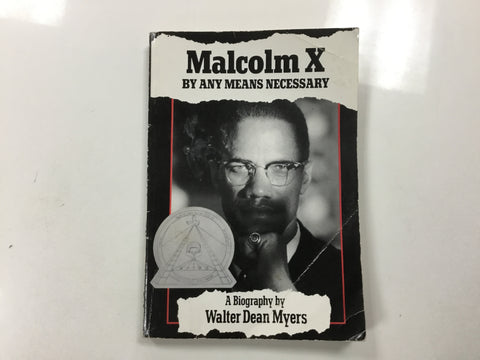 Malcolm X
BY ANY MEANS NECESSARY
A Biography by
Walter Dean Myers